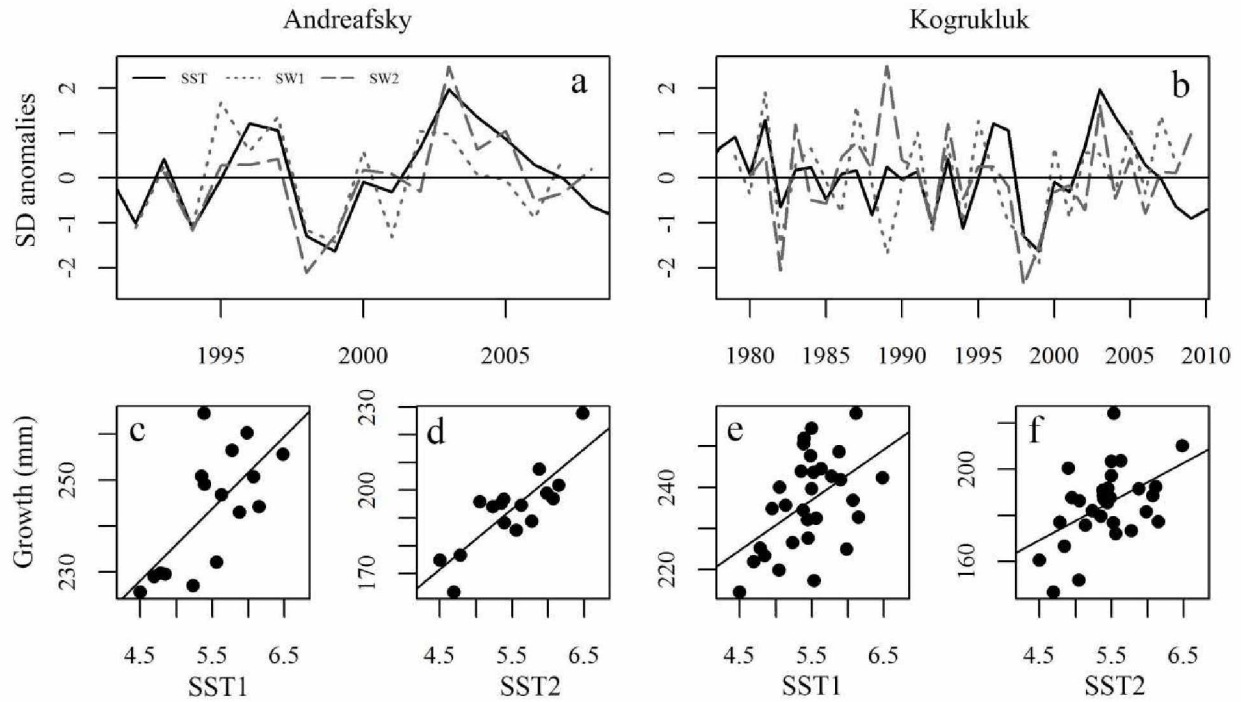 Andreafsky
Kogrukluk
SST SW1 SW2
a
b
SD anomalies
2
1
0
-1
-2
2
1
0
-1
-2
1995 2000 2005
1980 1985 1990 1995 2000 2005 2010
Growth (mm)
c
250
230
d
230
200
170
e
240
220
f
200
160
4.5 5.5 6.5
4.5 5.5 6.5
4.5 5.5 6.5
4.5 5.5 6.5
SST1
SST2
SST1
SST2